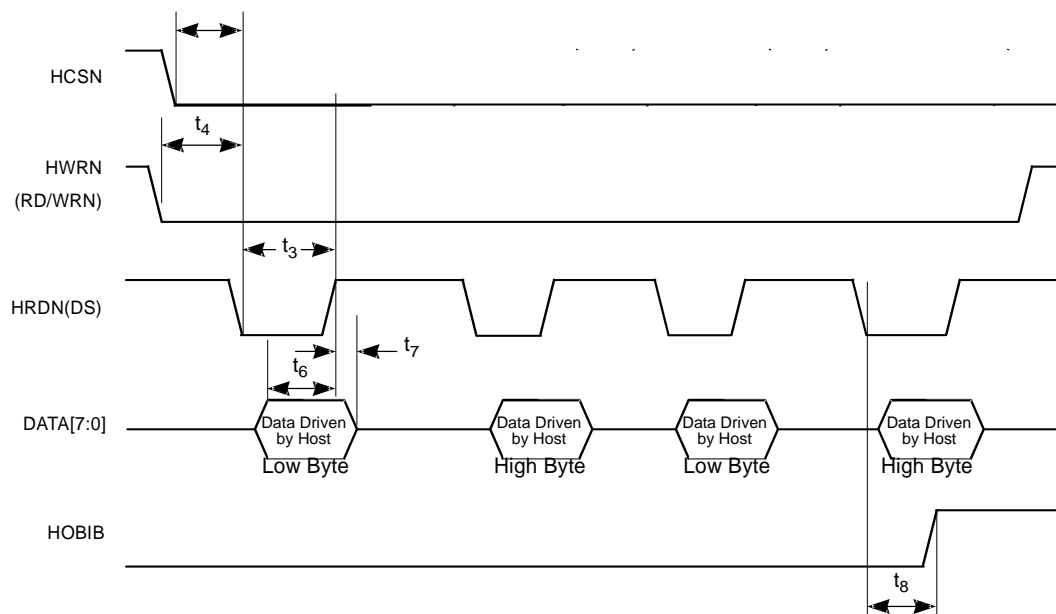 HCSN
t4
HWRN
(RD/WRN)
t3
HRDN(DS)
t7
t6
DATA[7:0]
Data Driven
by Host
Low Byte
Data Driven
by Host
High Byte
Data Driven
by Host
Low Byte
Data Driven
by Host
High Byte
HOBIB
t8